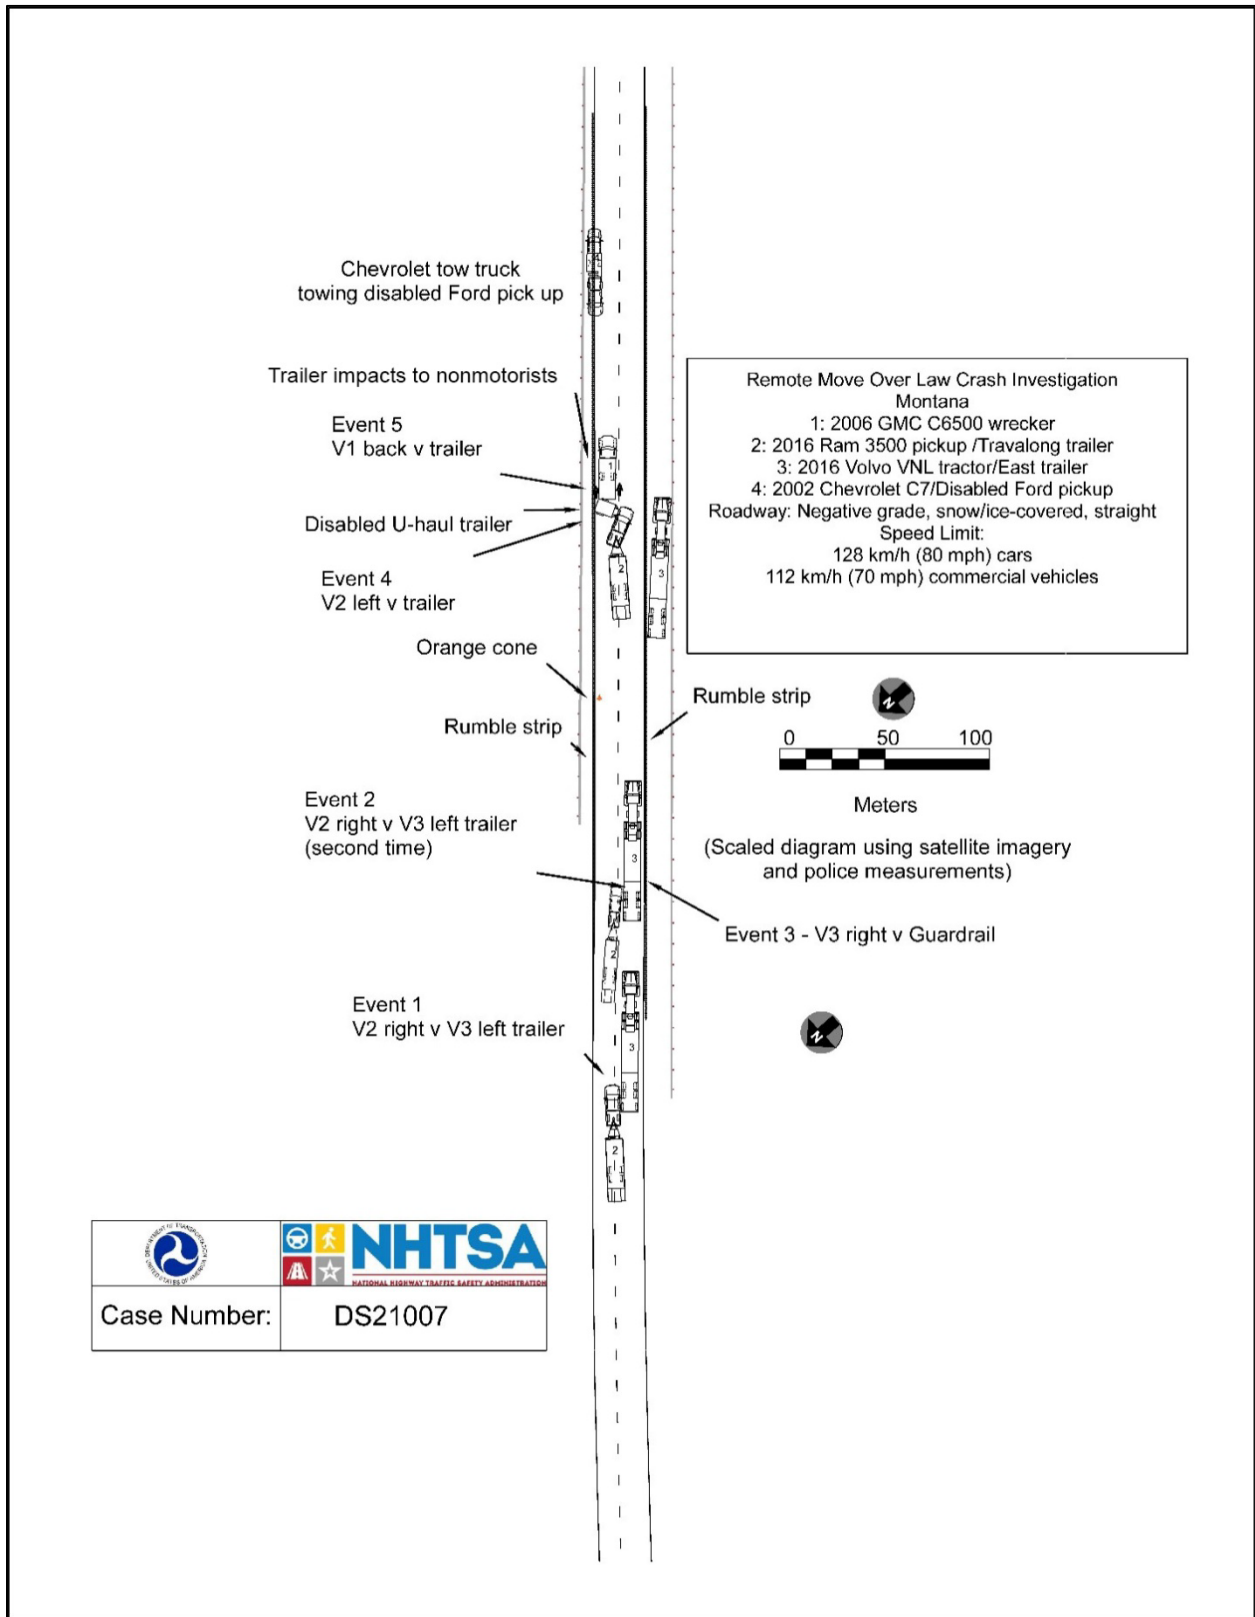 Chevrolet tow truck
towing disabled Ford pick up
Trailer impacts to nonmotorists
Event 5
V1 back v trailer
Disabled U-haul trailer
Event 4
V2 left v trailer
Orange cone
Rumble strip
Event 2
V2 right v V3 left trailer
(second time)
Event 1
V2 right v V3 left trailer
1
2
3
Remote Move Over Law Crash Investigation
Montana
1: 2006 GMC C6500 wrecker
2: 2016 Ram 3500 pickup /Travalong trailer
3: 2016 Volvo VNL tractor/East trailer
4: 2002 Chevrolet C7/Disabled Ford pickup
Roadway: Negative grade, snow/ice-covered, straight
Speed Limit:
128 km/h (80 mph) cars
112 km/h (70 mph) commercial vehicles
Rumble strip
N
0 50 100
Meters
(Scaled diagram using satellite imagery
and police measurements)
3
2
Event 3 - V3 right v Guardrail
3
N
2
DEPARTMENT OF TRANSPORTATION
UNITED STATES OF AMERICA
NHTSA
NATIONAL HIGHWAY TRAFFIC SAFETY ADMINISTRATION
Case Number: DS21007